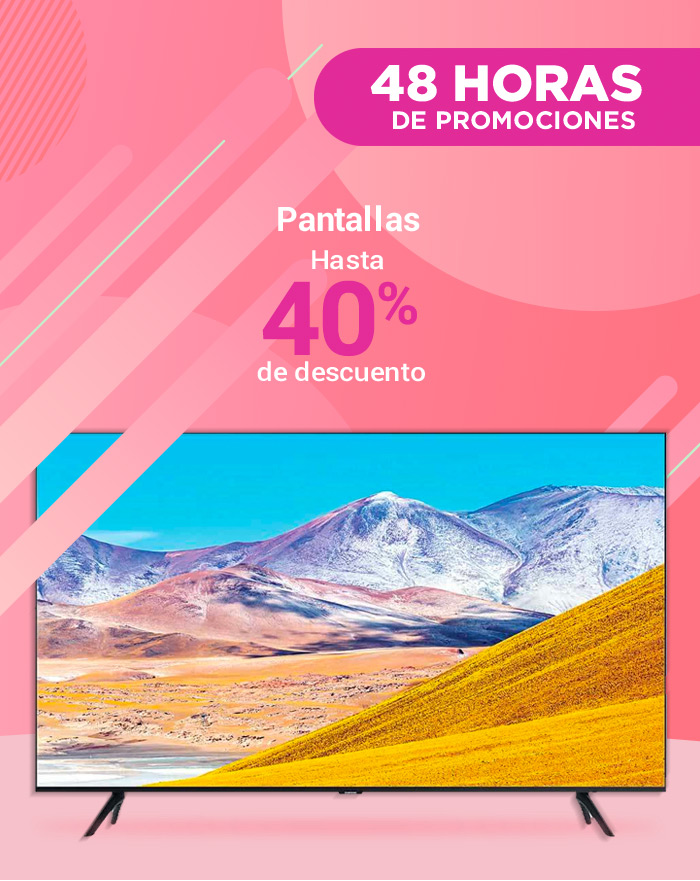 48 HORAS
DE PROMOCIONES
Pantallas
Hasta
40%
de descuento